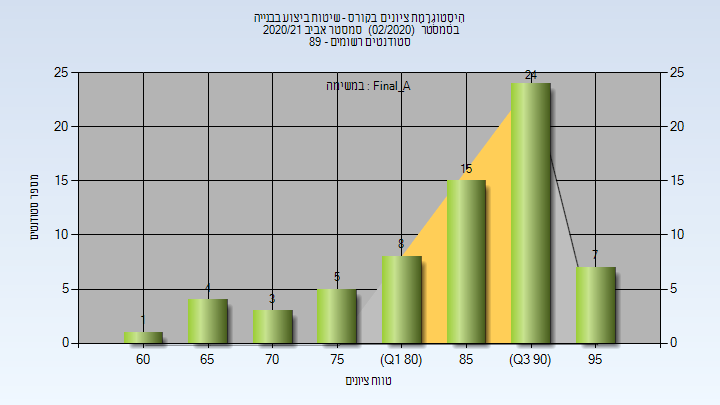 היסטוגרמת ציונים בקורס - שיטות ביצוע בבנייה
בסמסטר (02/2020) סמסטר אביב 2020/21
סטודנטים רשומים - 89
במשימה : Final_A
25 25
20 20
15 15
10 10
5 5
0 0
1 4 3 5 8 15 24 7
60 65 70 75 (Q1 80) 85 (Q3 90) 95
מספר סטודנטים
טווח ציונים